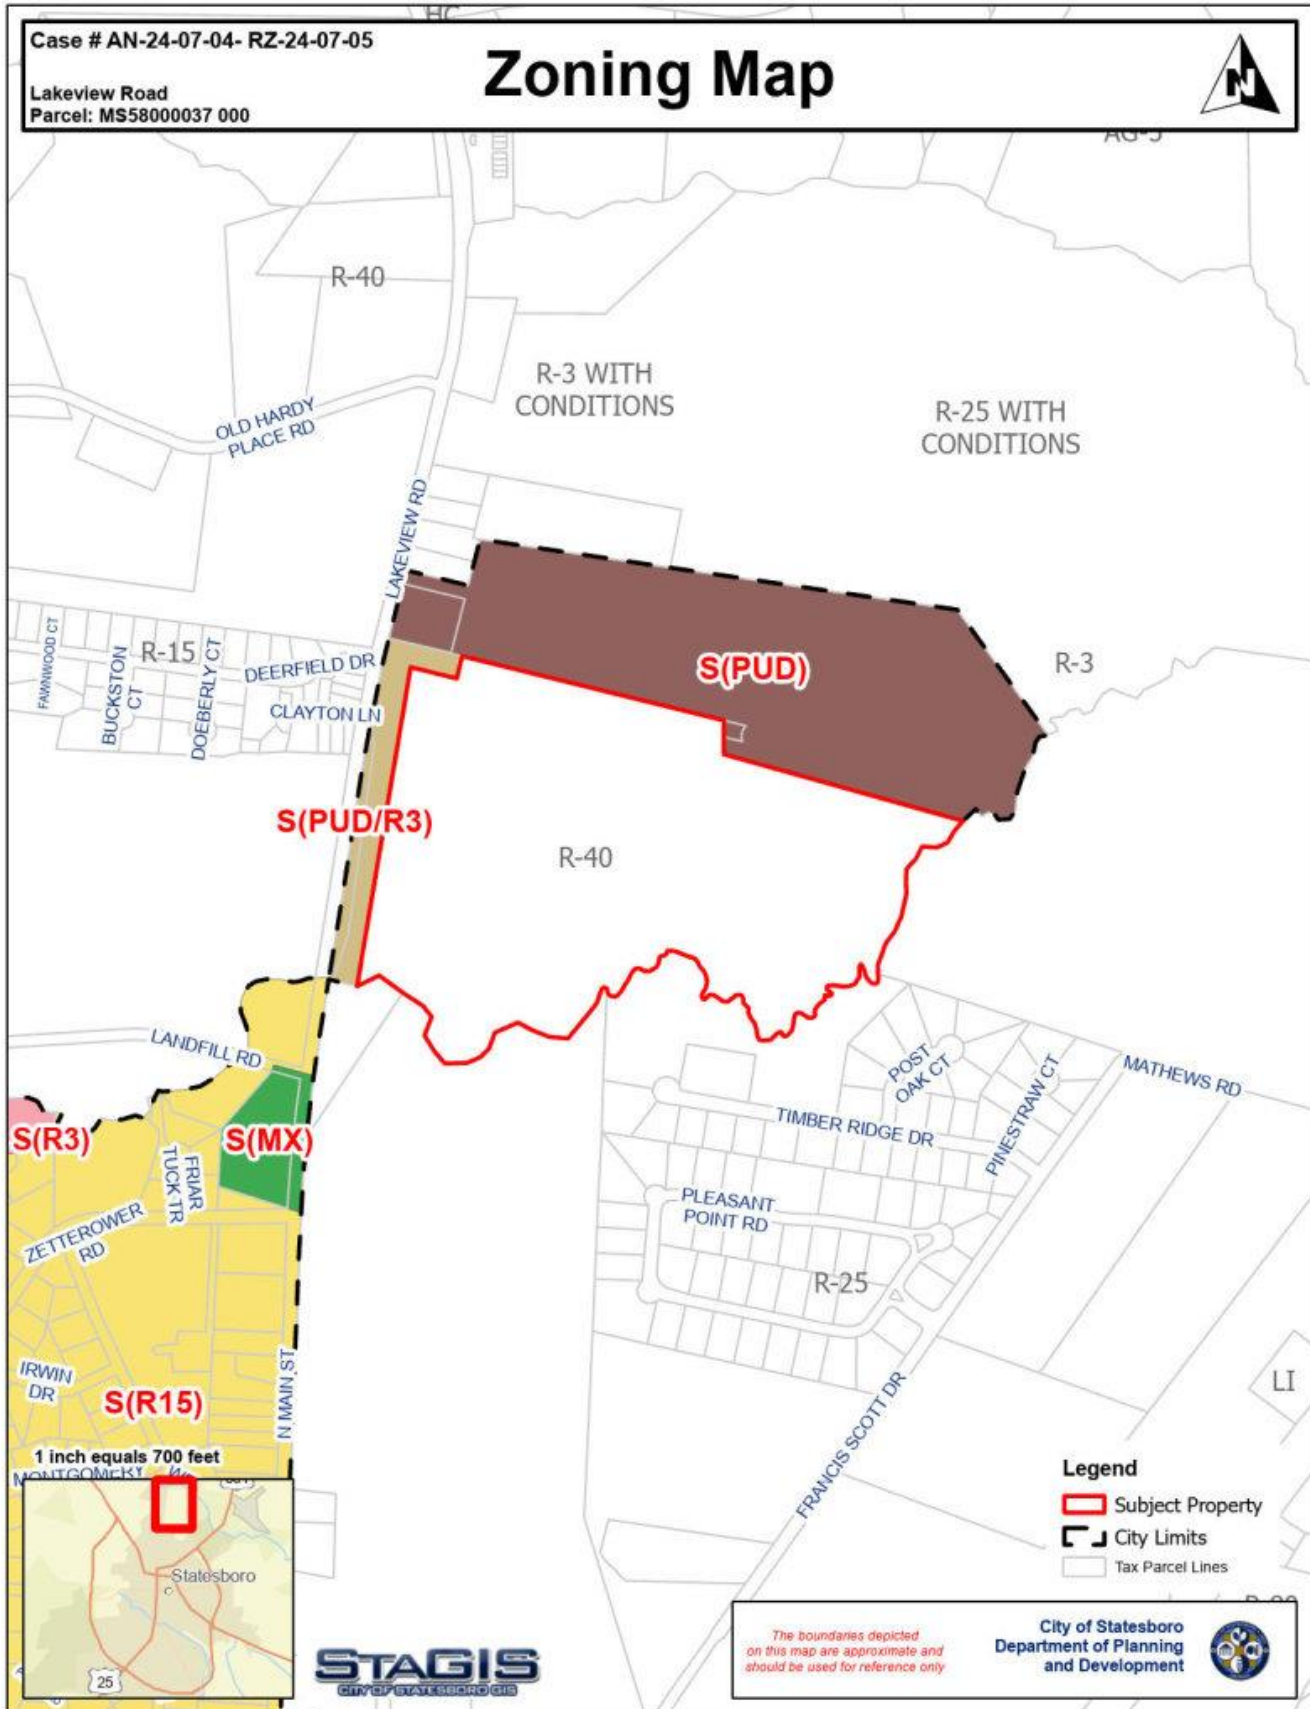 HC
Case # AN-24-07-04- RZ-24-07-05
Lakeview Road
Parcel: MS58000037 000
Zoning Map
N
AG-5
R-40
R-3 WITH
CONDITIONS
R-25 WITH
CONDITIONS
OLD HARDY
PLACE RD
LAKEVIEW RD
FAWNWOOD CT
BUCKSTON
CT
R-15
DOEBERLY CT
DEERFIELD DR
CLAYTON LN
S(PUD)
R-3
S(PUD/R3)
R-40
LANDFILL RD
S(R3)
S(MX)
FRIAR
TUCK TR
ZETTEROWER
RD
POST
OAK CT
PINESTRAW CT
MATHEWS RD
TIMBER RIDGE DR
PLEASANT
POINT RD
R-25
IRWIN
DR
S(R15)
N MAIN ST
LI
FRANCIS SCOTT DR
1 inch equals 700 feet
MONTGOMERY
Statesboro
25
STAGIS
CITY OF STATESBORO GIS
Legend
Subject Property
City Limits
Tax Parcel Lines
The boundaries depicted
on this map are approximate and
should be used for reference only
City of Statesboro
Department of Planning
and Development